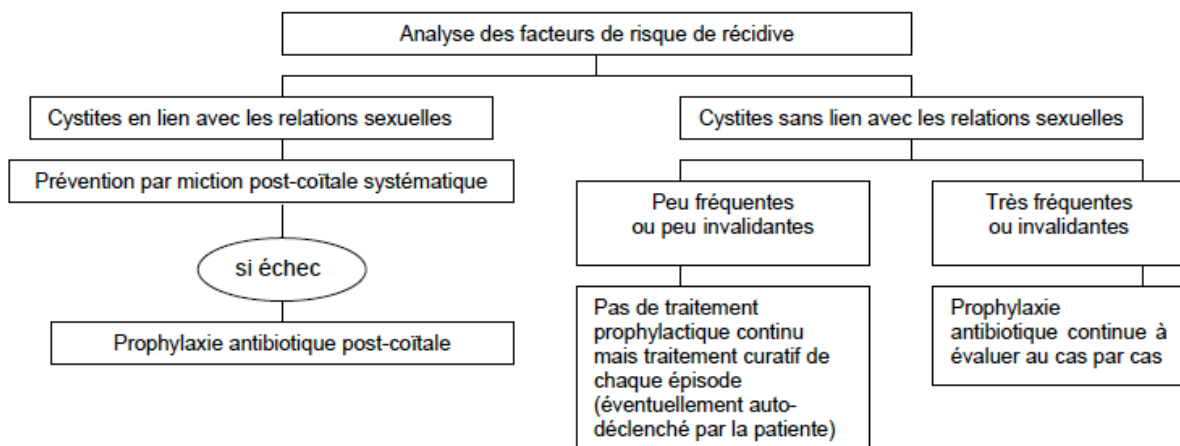 Analyse des facteurs de risque de récidive
Cystites en lien avec les relations sexuelles
Cystites sans lien avec les relations sexuelles
Prévention par miction post-coïtale systématique
Peu fréquentes
ou peu invalidantes
Très fréquentes
ou invalidantes
si échec
Prophylaxie antibiotique post-coïtale
Pas de traitement
prophylactique continu
mais traitement curatif de
chaque épisode
(éventuellement auto-
déclenché par la patiente)
Prophylaxie
antibiotique continue à
évaluer au cas par cas